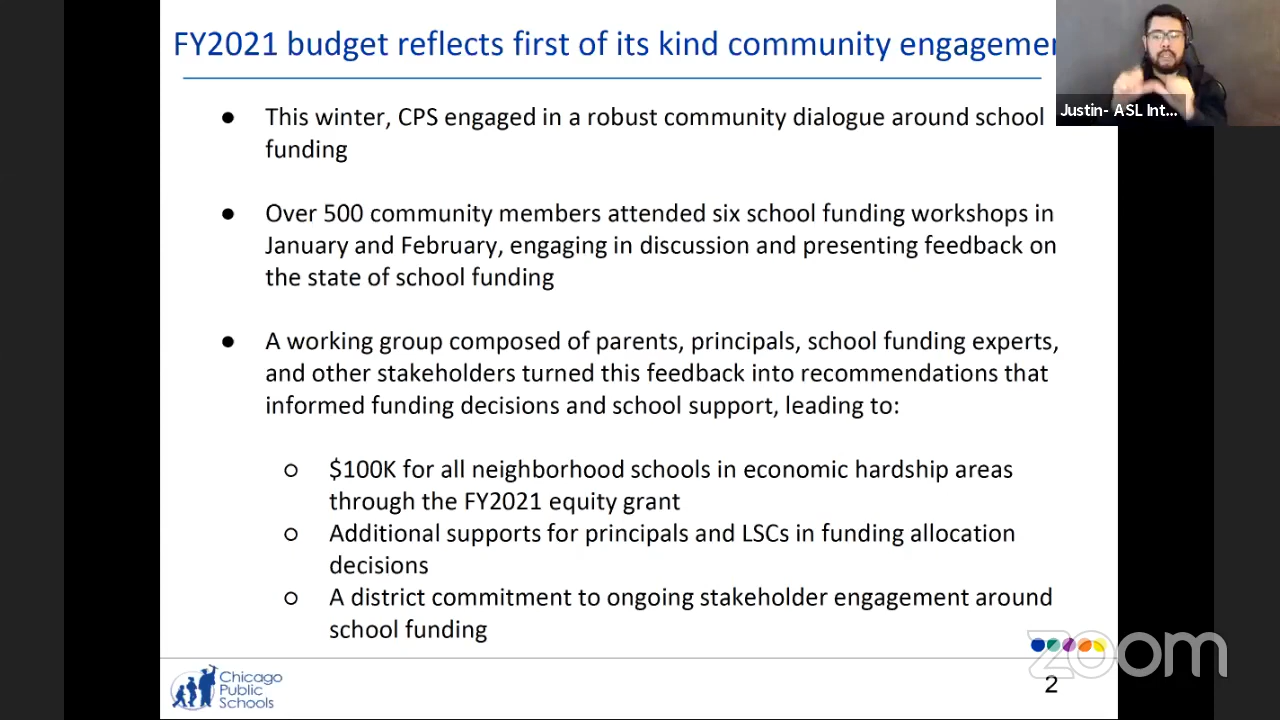 FY2021 budget reflects first of its kind community engagemen
Justin- ASL Int...
● This winter, CPS engaged in a robust community dialogue around school
funding
● Over 500 community members attended six school funding workshops in
January and February, engaging in discussion and presenting feedback on
the state of school funding
● A working group composed of parents, principals, school funding experts,
and other stakeholders turned this feedback into recommendations that
informed funding decisions and school support, leading to:
○ $100K for all neighborhood schools in economic hardship areas
through the FY2021 equity grant
○ Additional supports for principals and LSCs in funding allocation
decisions
○ A district commitment to ongoing stakeholder engagement around
school funding
zoom
Chicago
Public
Schools
2